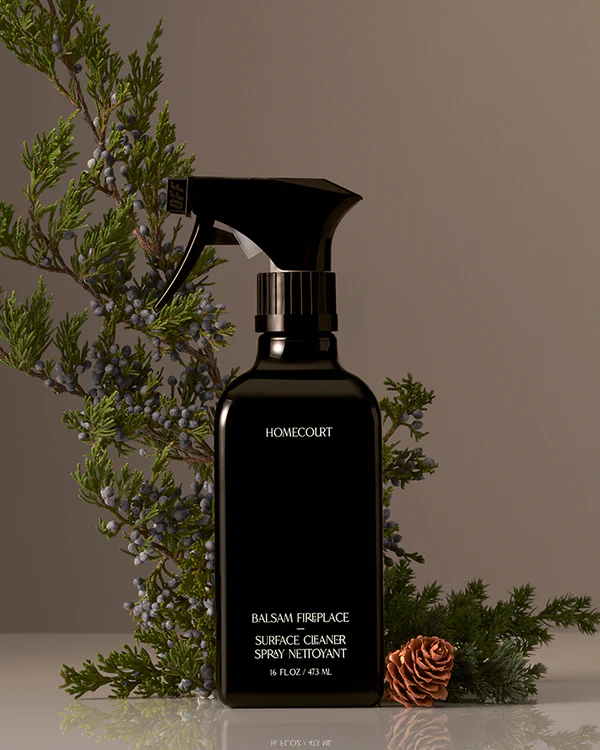 OFF
HOMECOURT
BALSAM FIREPLACE
SURFACE CLEANER
SPRAY NETTOYANT
16 FL.OZ / 473 ML